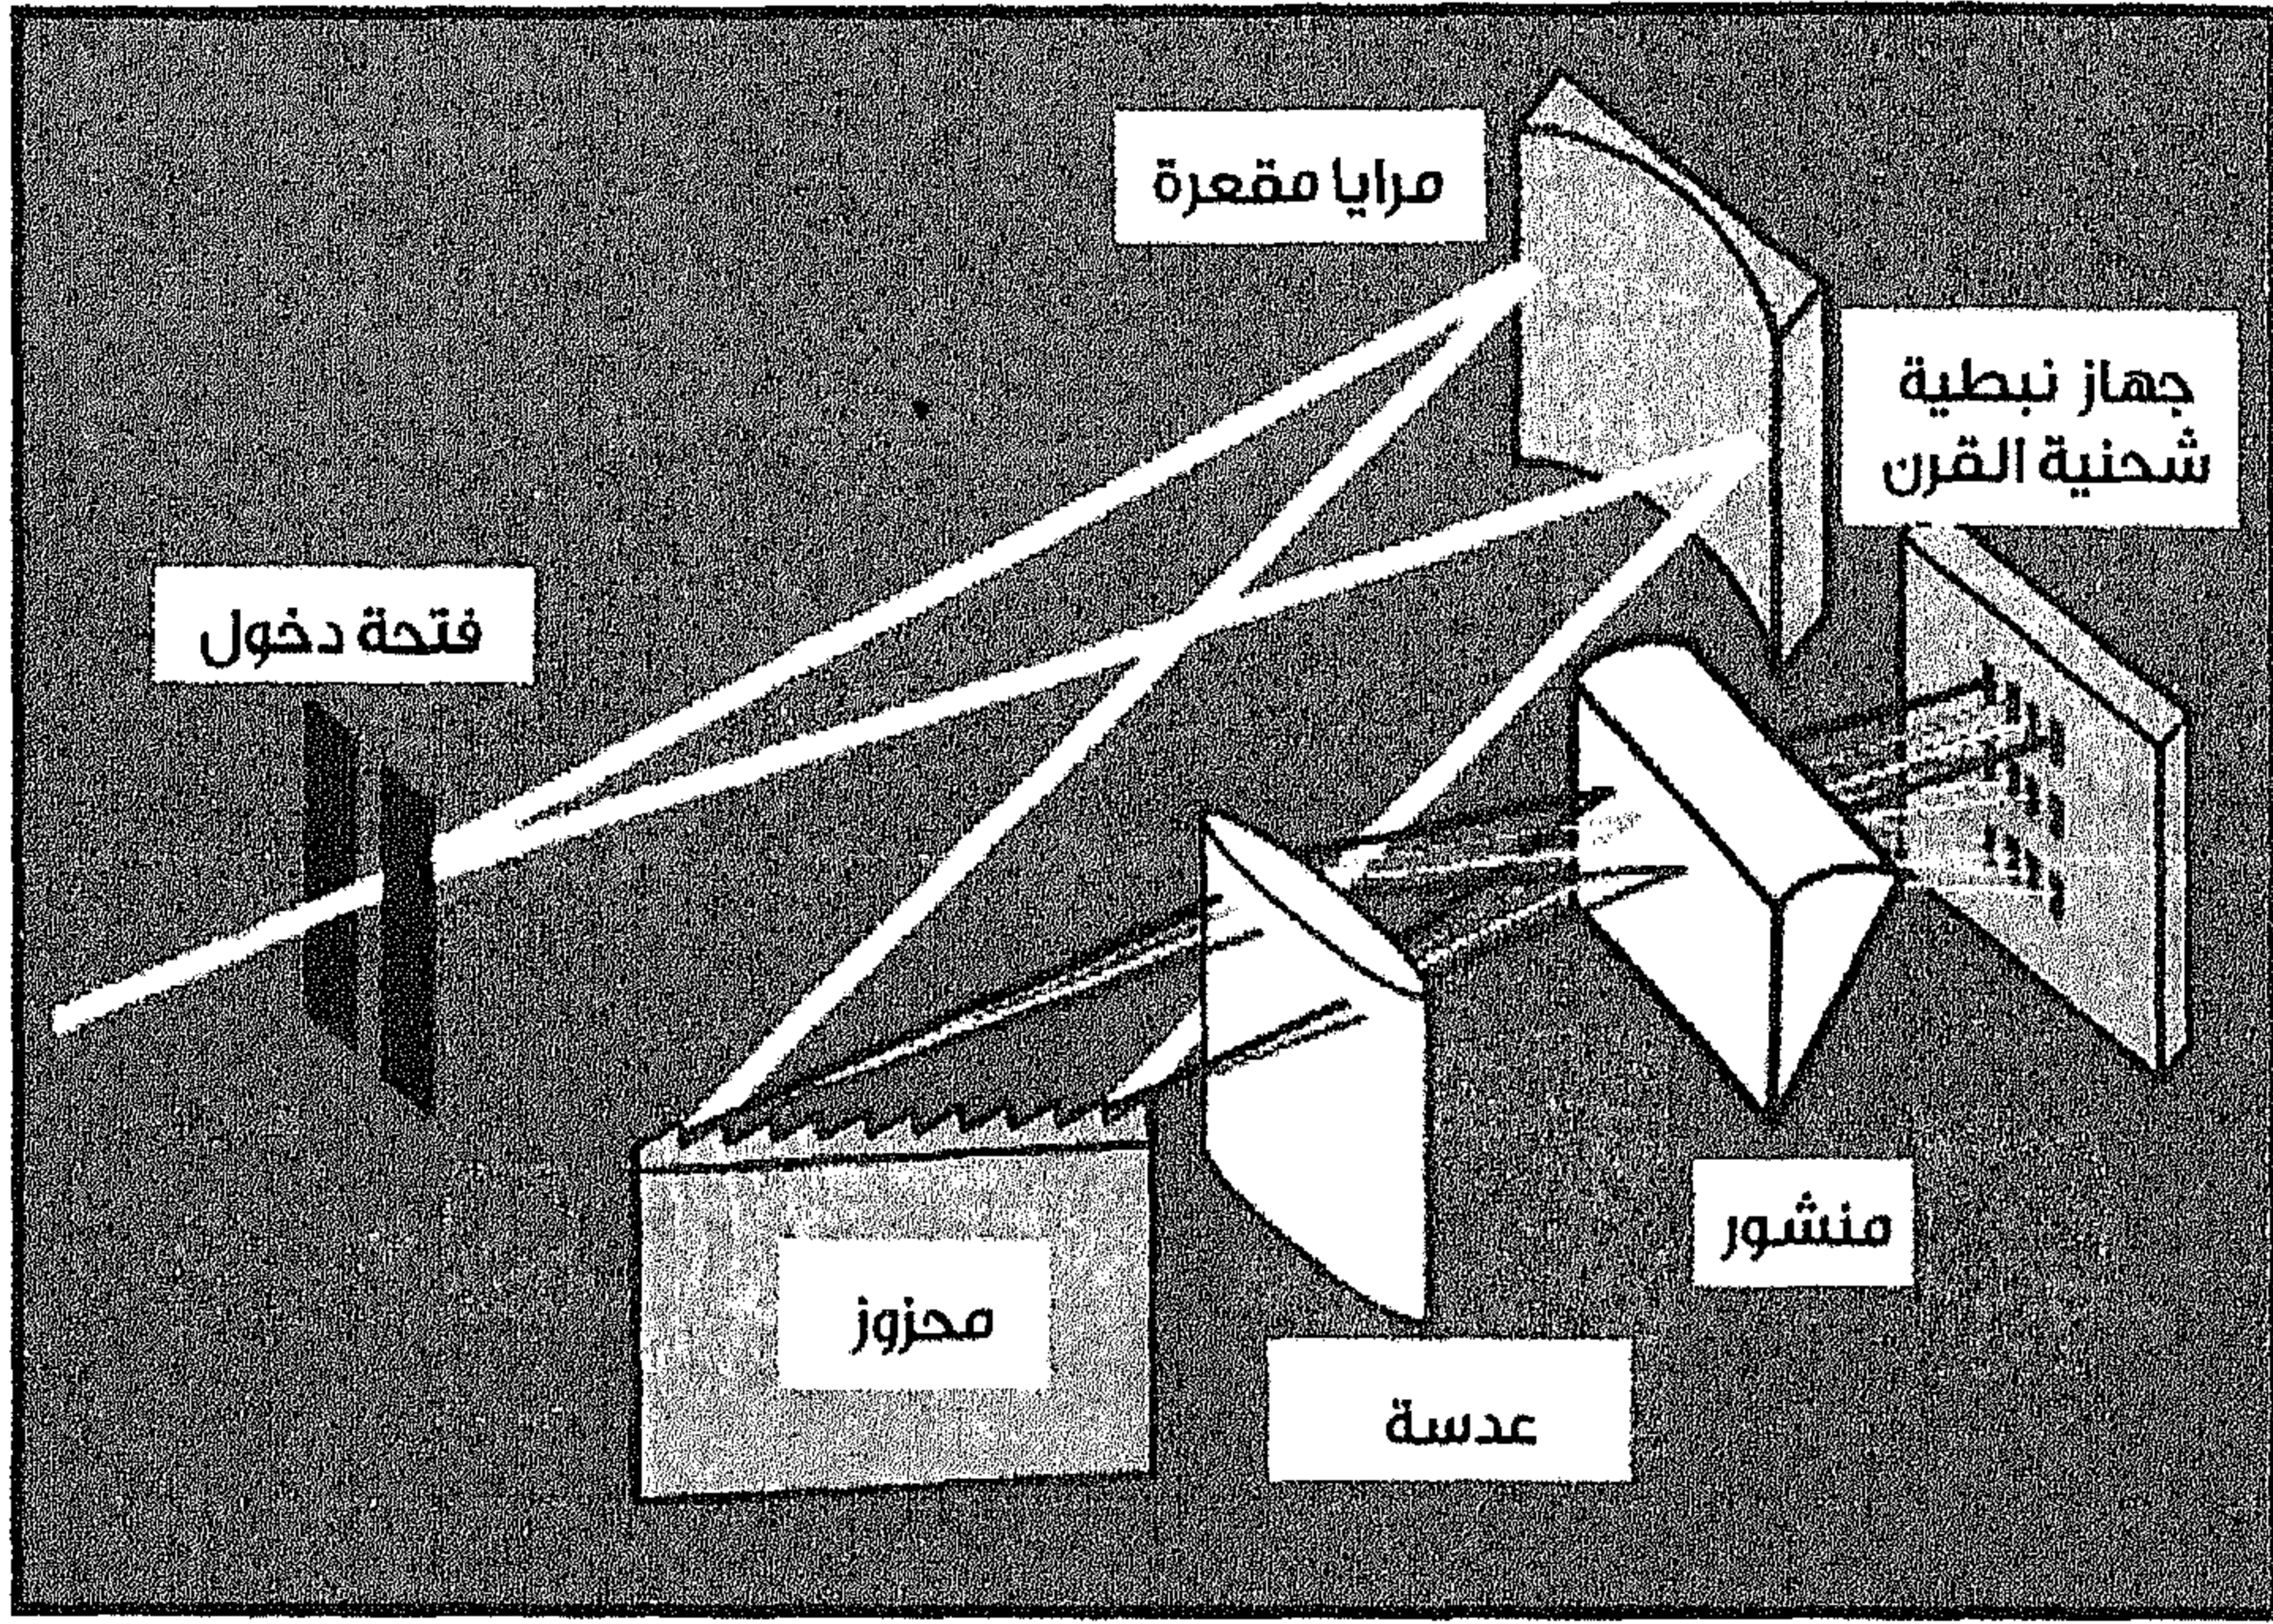 مرايا مقعرة
جهاز نبطية
شحنية القرن
فتحة دخول
منشور
محزوز
عدسة